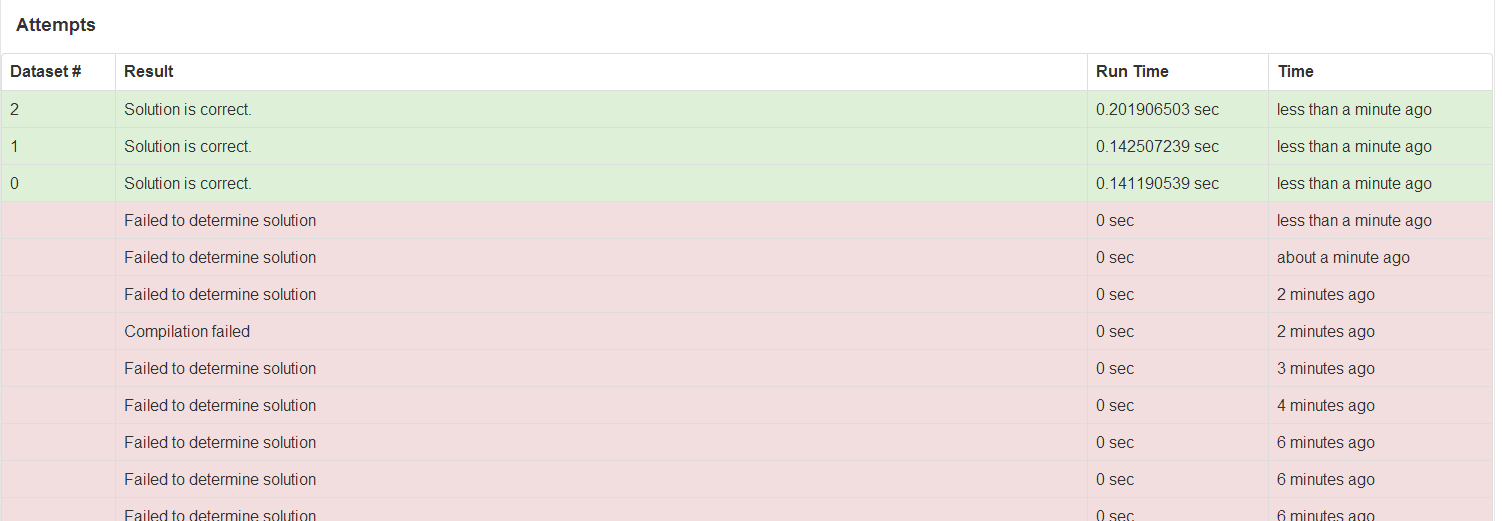 Attempts
Dataset # Result Run Time Time
2 Solution is correct. 0.201906503 sec less than a minute ago
1 Solution is correct. 0.142507239 sec less than a minute ago
0 Solution is correct. 0.141190539 sec less than a minute ago
Failed to determine solution 0 sec less than a minute ago
Failed to determine solution 0 sec about a minute ago
Failed to determine solution 0 sec 2 minutes ago
Compilation failed 0 sec 2 minutes ago
Failed to determine solution 0 sec 3 minutes ago
Failed to determine solution 0 sec 4 minutes ago
Failed to determine solution 0 sec 6 minutes ago
Failed to determine solution 0 sec 6 minutes ago
Failed to determine solution 0 sec 6 minutes ago